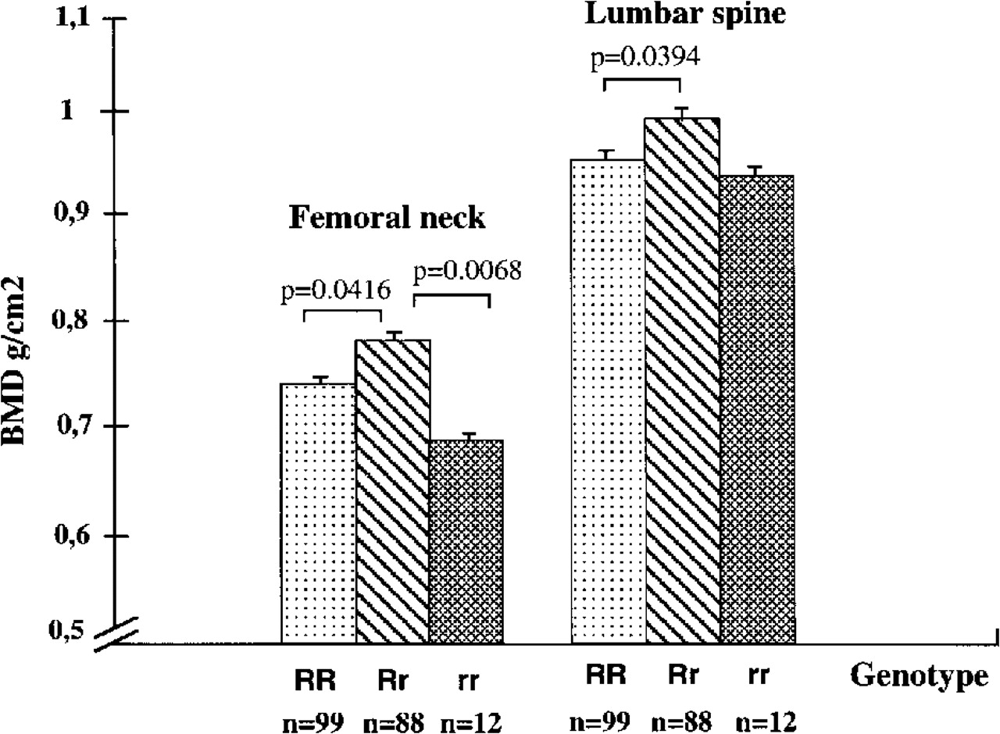 Lumbar spine
1,1
p=0.0394
1
0,9
Femoral neck
p=0.0068
p=0.0416
0,8
BMD g/cm2
0,7
0,6
0,5
RR Rr rr RR Rr rr Genotype
n=99 n=88 n=12 n=99 n=88 n=12